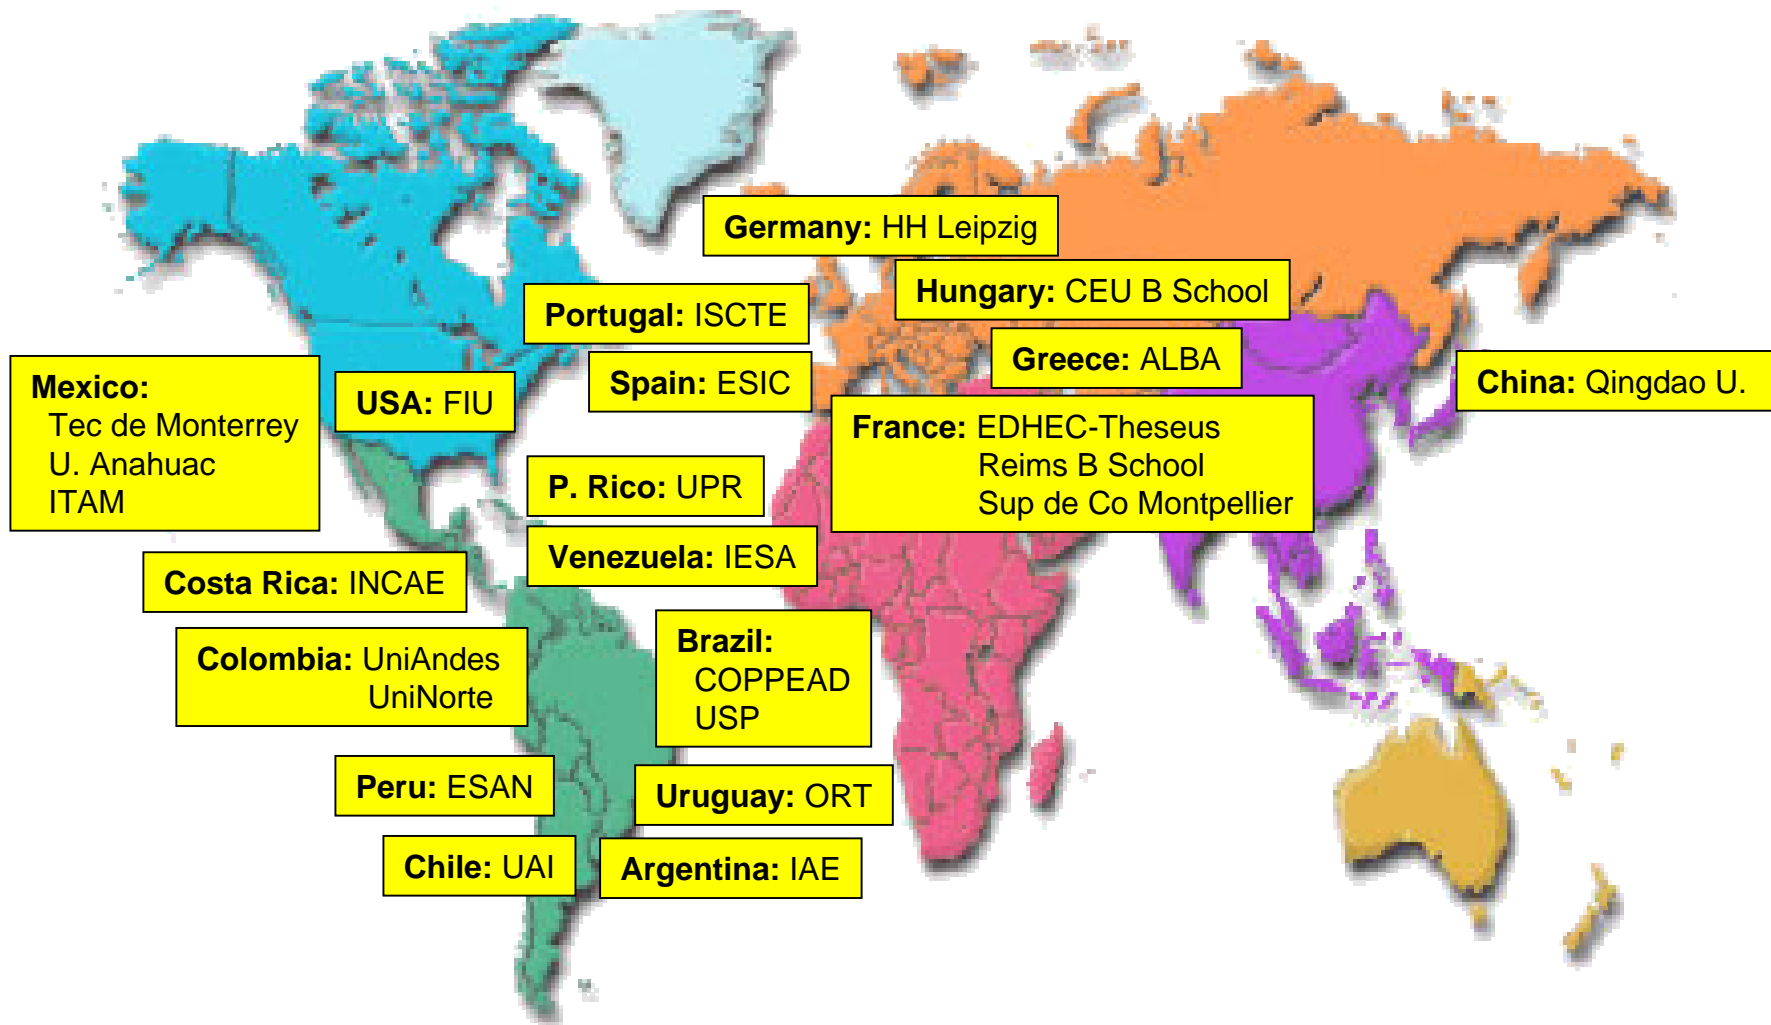 Germany: HH Leipzig
Hungary: CEU B School
Portugal: ISCTE
Greece: ALBA
Spain: ESIC
China: Qingdao U.
Mexico:
Tec de Monterrey
U. Anahuac
ITAM
USA: FIU
France: EDHEC-Theseus
Reims B School
Sup de Co Montpellier
P. Rico: UPR
Venezuela: IESA
Costa Rica: INCAE
Colombia: UniAndes
UniNorte
Brazil:
COPPEAD
USP
Peru: ESAN
Uruguay: ORT
Chile: UAI
Argentina: IAE